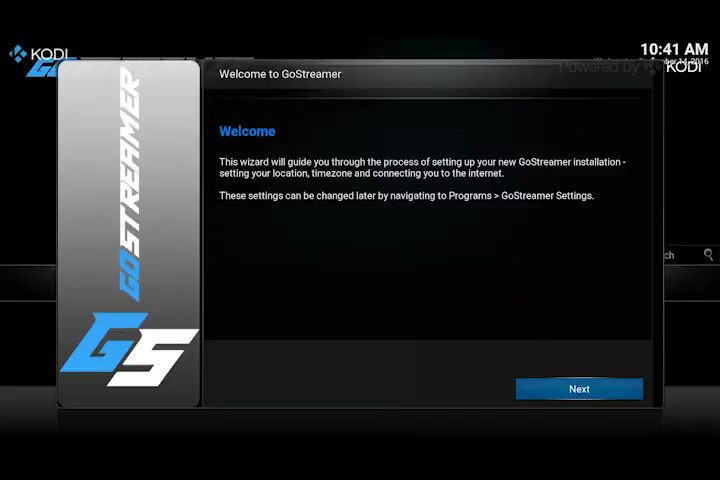 KODI
10:41 AM
14, 2016
Powered by KODI
Welcome to GoStreamer
GOSTREAMER
Welcome
This wizard will guide you through the process of setting up your new GoStreamer installation -
setting your location, timezone and connecting you to the internet.
These settings can be changed later by navigating to Programs > GoStreamer Settings.
GS
Next